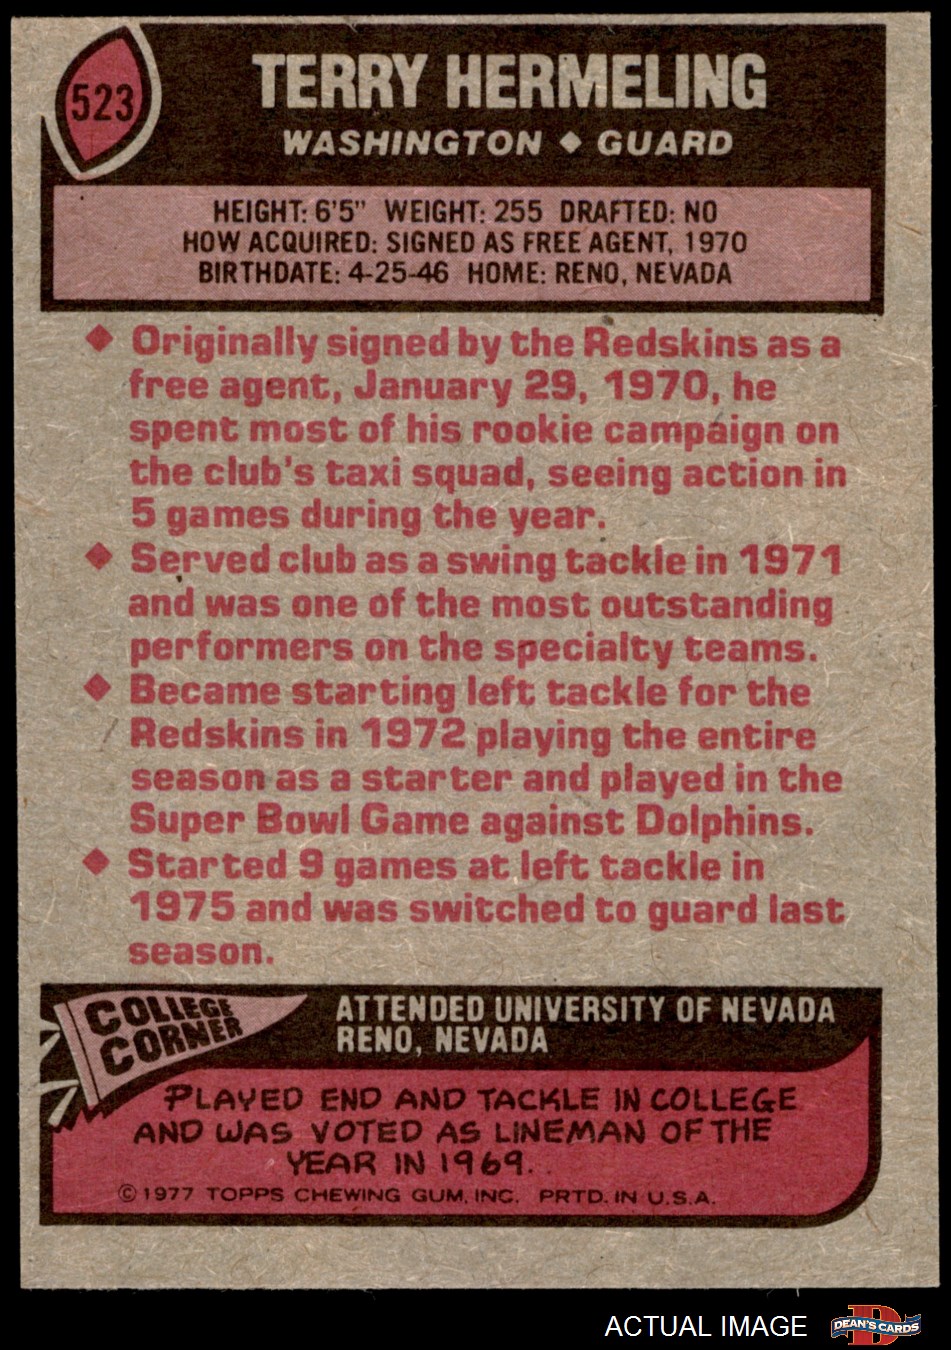 523
TERRY HERMELING
WASHINGTON ◆ GUARD
HEIGHT: 6'5" WEIGHT: 255 DRAFTED: NO
HOW ACQUIRED: SIGNED AS FREE AGENT, 1970
BIRTHDATE: 4-25-46 HOME: RENO, NEVADA
◆ Originally signed by the Redskins as a
free agent, January 29, 1970, he
spent most of his rookie campaign on
the club's taxi squad, seeing action in
5 games during the year.
◆ Served club as a swing tackle in 1971
and was one of the most outstanding
performers on the specialty teams.
◆ Became starting left tackle for the
Redskins in 1972 playing the entire
season as a starter and played in the
Super Bowl Game against Dolphins.
◆ Started 9 games at left tackle in
1975 and was switched to guard last
season.
COLLEGE
CORNER
ATTENDED UNIVERSITY OF NEVADA
RENO, NEVADA
PLAYED END AND TACKLE IN COLLEGE
AND WAS VOTED AS LINEMAN OF THE
YEAR IN 1969.
©1977 TOPPS CHEWING GUM, INC. PRTD. IN U.S.A.
ACTUAL IMAGE
D
DEAN'S CARDS